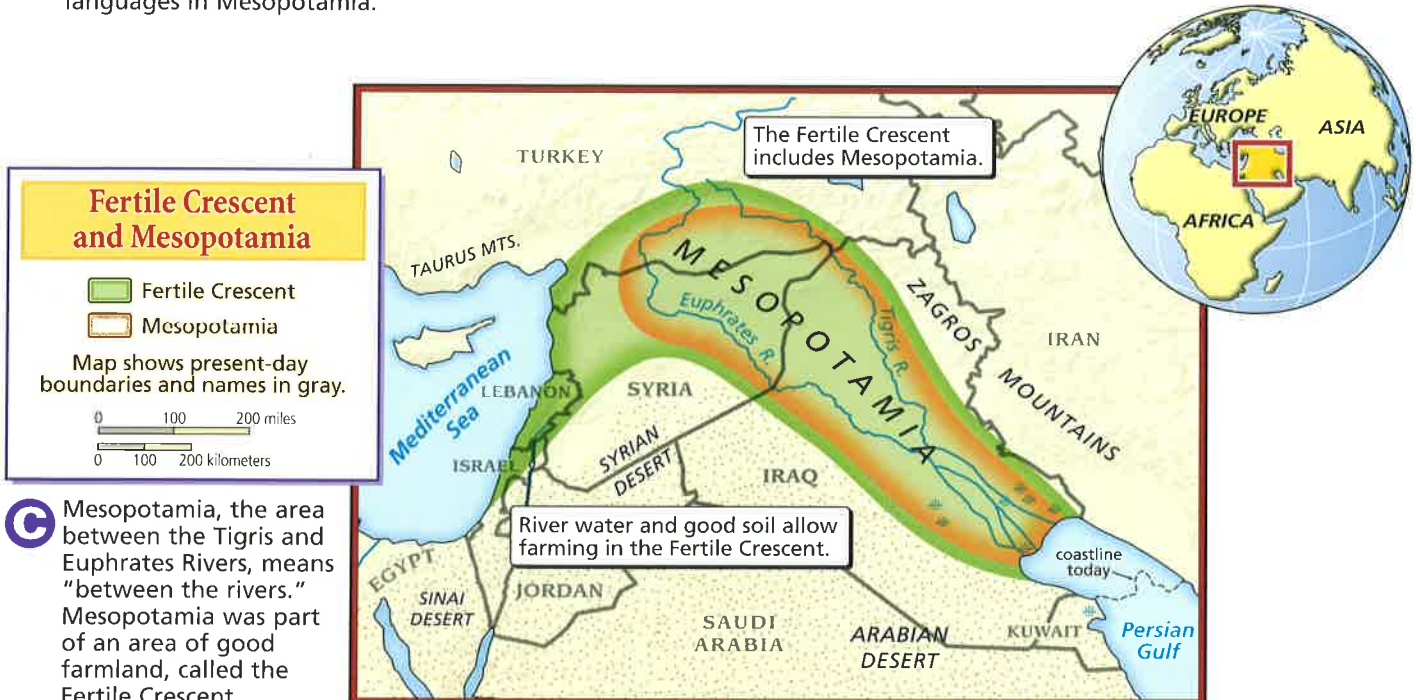 languages in Mesopotamia.
Fertile Crescent
and Mesopotamia
Fertile Crescent
Mesopotamia
Map shows present-day
boundaries and names in gray.
0 100 200 miles
0 100 200 kilometers
C
Mesopotamia, the area
between the Tigris and
Euphrates Rivers, means
"between the rivers."
Mesopotamia was part
of an area of good
farmland, called the
Fertile Crescent
The Fertile Crescent
includes Mesopotamia.
TURKEY
TAURUS MTS.
MESOPOTAMIA
Euphrates R.
Tigris R.
ZAGROS
MOUNTAINS
IRAN
Mediterranean
Sea
LEBANON
SYRIA
ISRAEL
SYRIAN
DESERT
IRAQ
River water and good soil allow
farming in the Fertile Crescent.
coastline
today
EGYPT
SINAI
DESERT
JORDAN
SAUDI
ARABIA
ARABIAN
DESERT
KUWAIT
Persian
Gulf
EUROPE
ASIA
AFRICA